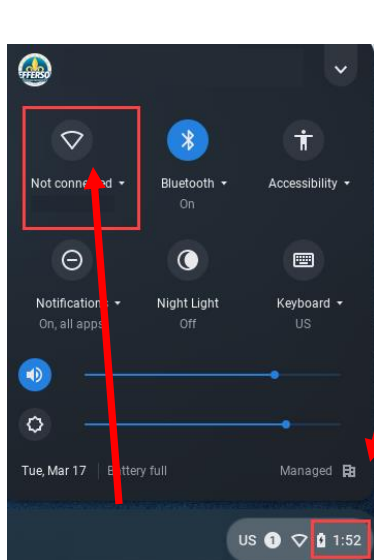 EFFERSO
Not connected Bluetooth Accessibility
On
Notifications Night Light Keyboard
On, all apps Off US
Tue, Mar 17 Battery full Managed
US 1 1:52